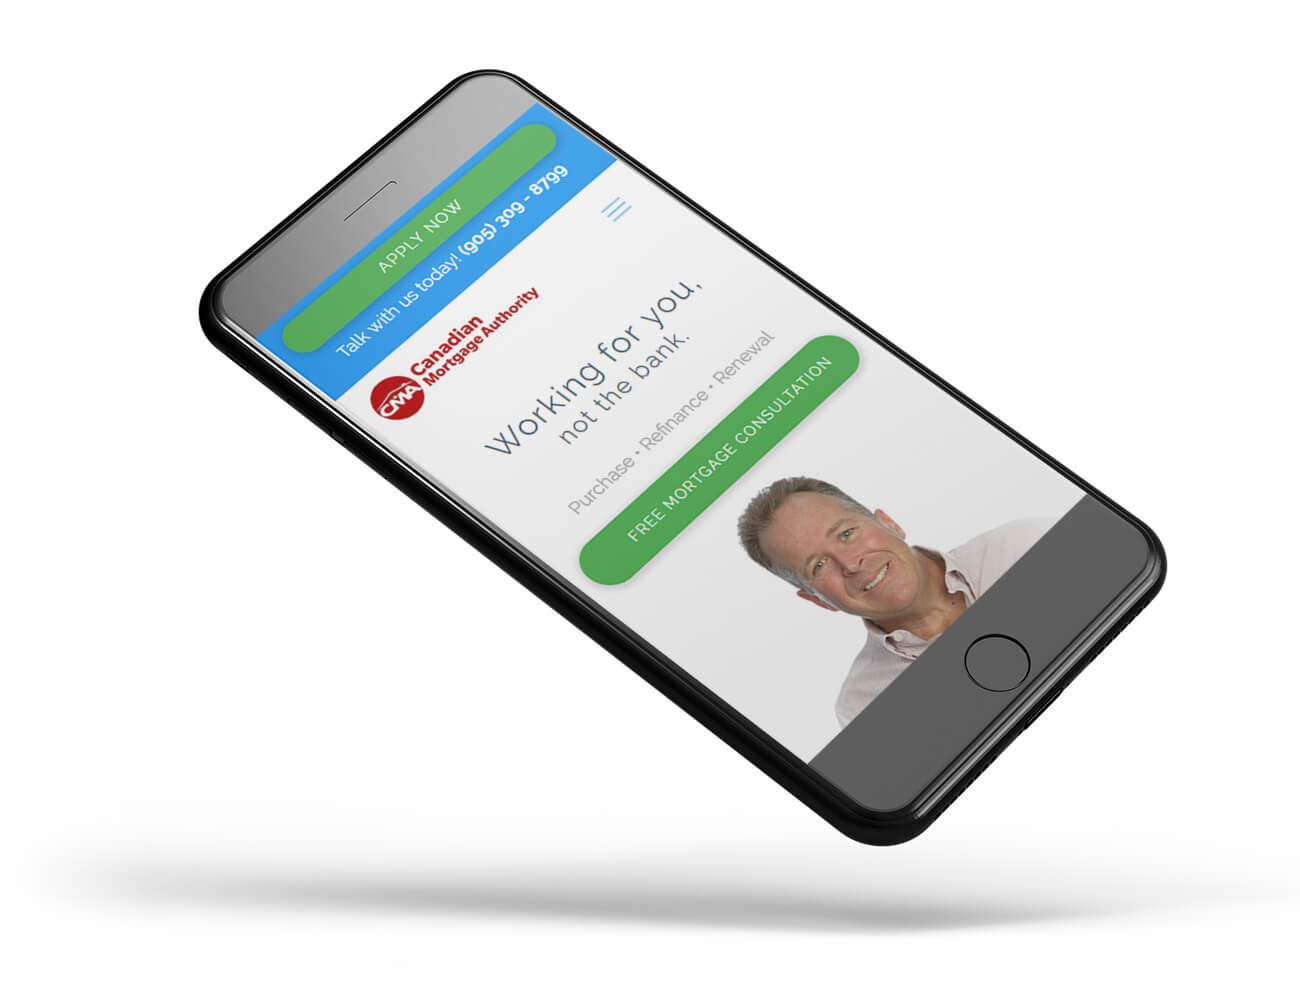 APPLY NOW
Talk with us today! (905) 309 - 8799
CMA
Canadian
Mortgage Authority
Working for you,
not the bank.
Purchase • Refinance • Renewal
FREE MORTGAGE CONSULTATION